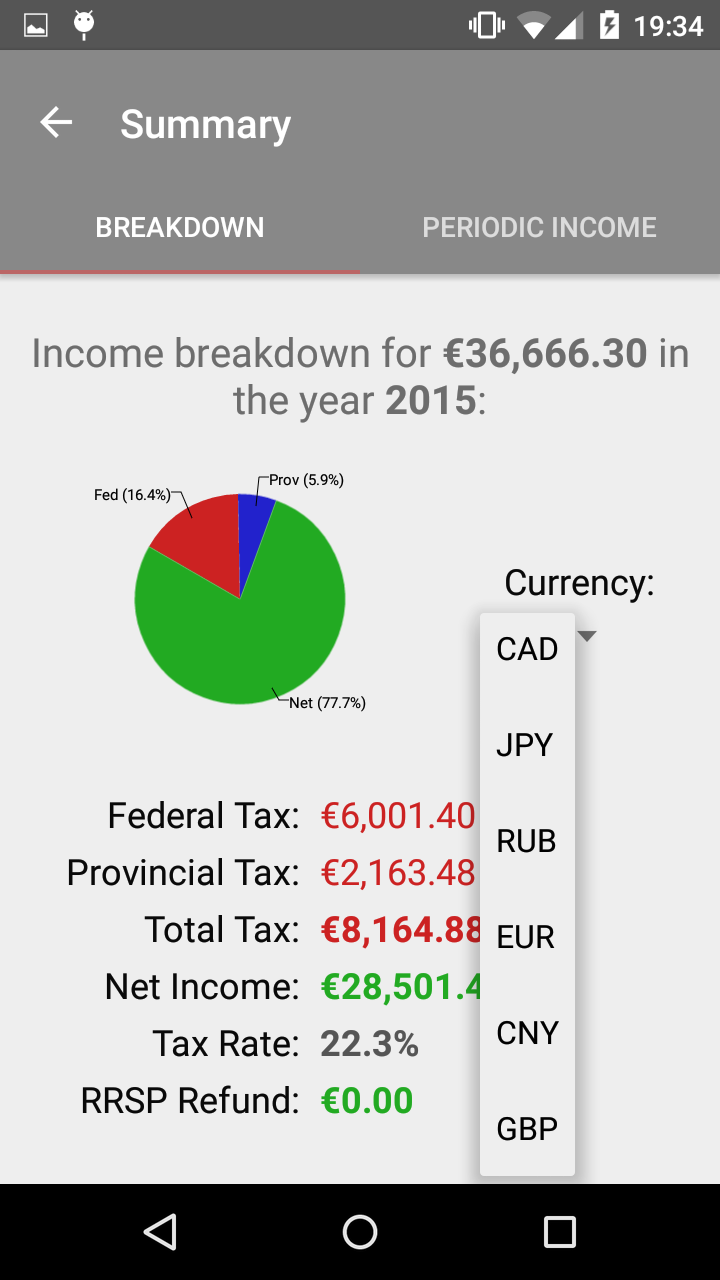 19:34
Summary
BREAKDOWN
PERIODIC INCOME
Income breakdown for €36,666.30 in
the year 2015:
Prov (5.9%)
Fed (16.4%)
Net (77.7%)
Currency:
CAD
JPY
RUB
EUR
CNY
GBP
Federal Tax: €6,001.40
Provincial Tax: €2,163.48
Total Tax: €8,164.88
Net Income: €28,501.4
Tax Rate: 22.3%
RRSP Refund: €0.00